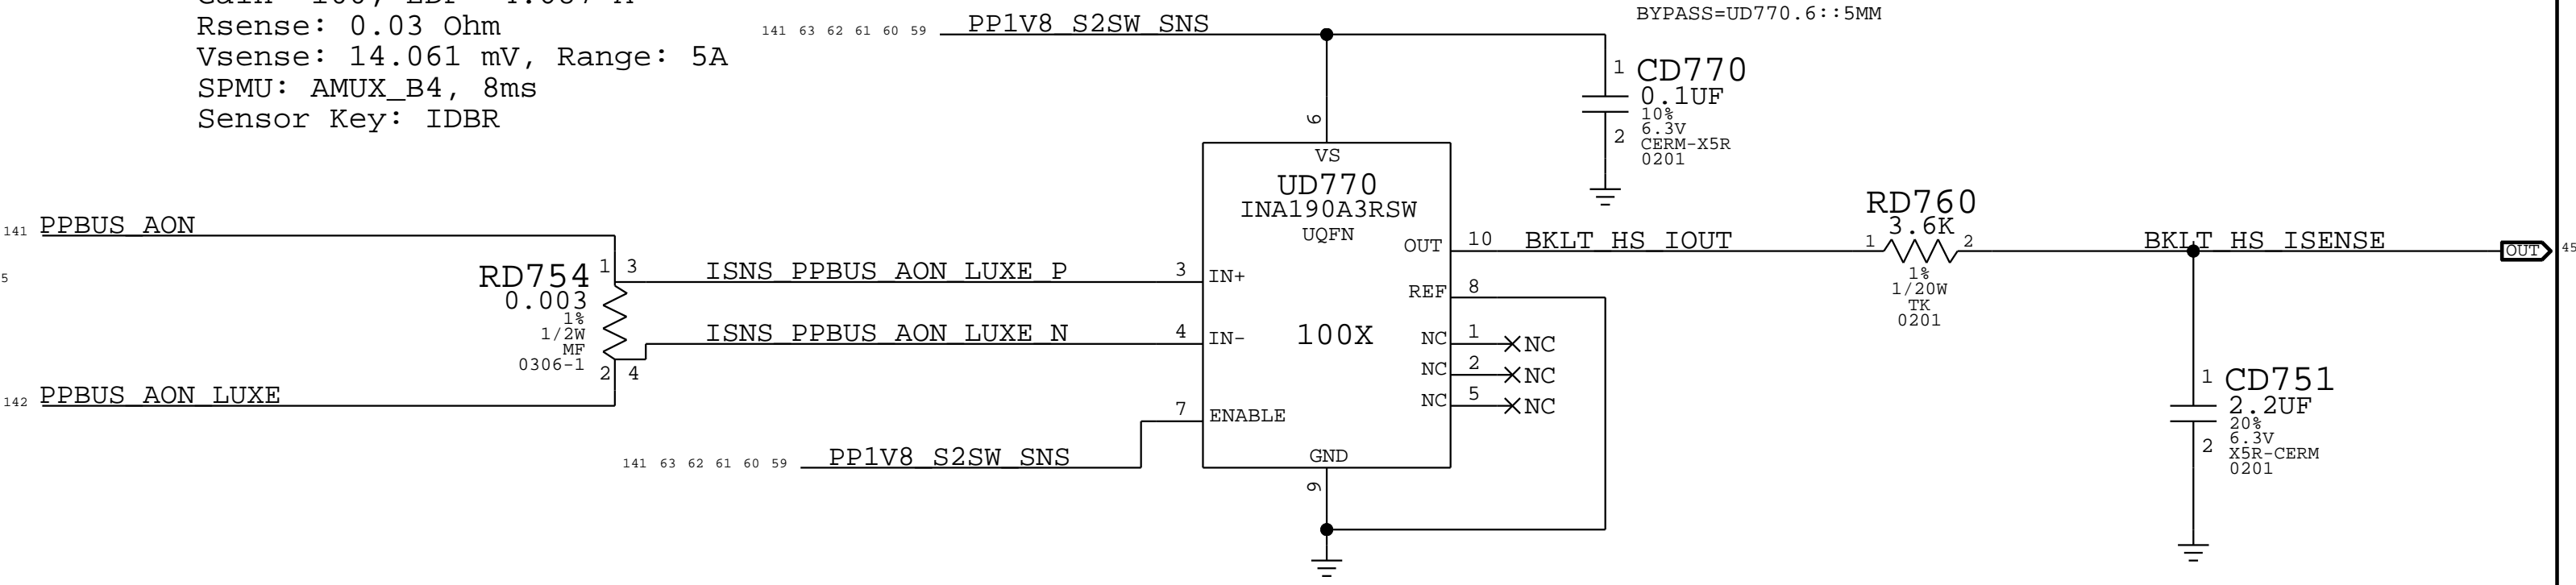 Rsense: 0.03 Ohm
Vsense: 14.061 mV, Range: 5A
SPMU: AMUX_B4, 8ms
Sensor Key: IDBR
141 63 62 61 60 59 PP1V8_S2SW_SNS
BYPASS=UD770.6::5MM
1 CD770
0.1UF
10%
6.3V
2 CERM-X5R
0201
6
VS
UD770
INA190A3RSW
UQFN
100X
141 PPBUS_AON
5
RD754
0.003
1%
1/2W
MF
0306-1
1 3
2 4
142 PPBUS_AON_LUXE
ISNS_PPBUS_AON_LUXE_P 3 IN+
ISNS_PPBUS_AON_LUXE_N 4 IN-
7 ENABLE
141 63 62 61 60 59 PP1V8_S2SW_SNS
GND
9
OUT 10 BKLT_HS_IOUT
REF 8
NC 1 NC
NC 2 NC
NC 5 NC
RD760
3.6K
1 2
1%
1/20W
TK
0201
BKLT_HS_ISENSE
OUT 45
1 CD751
2.2UF
20%
6.3V
2 X5R-CERM
0201